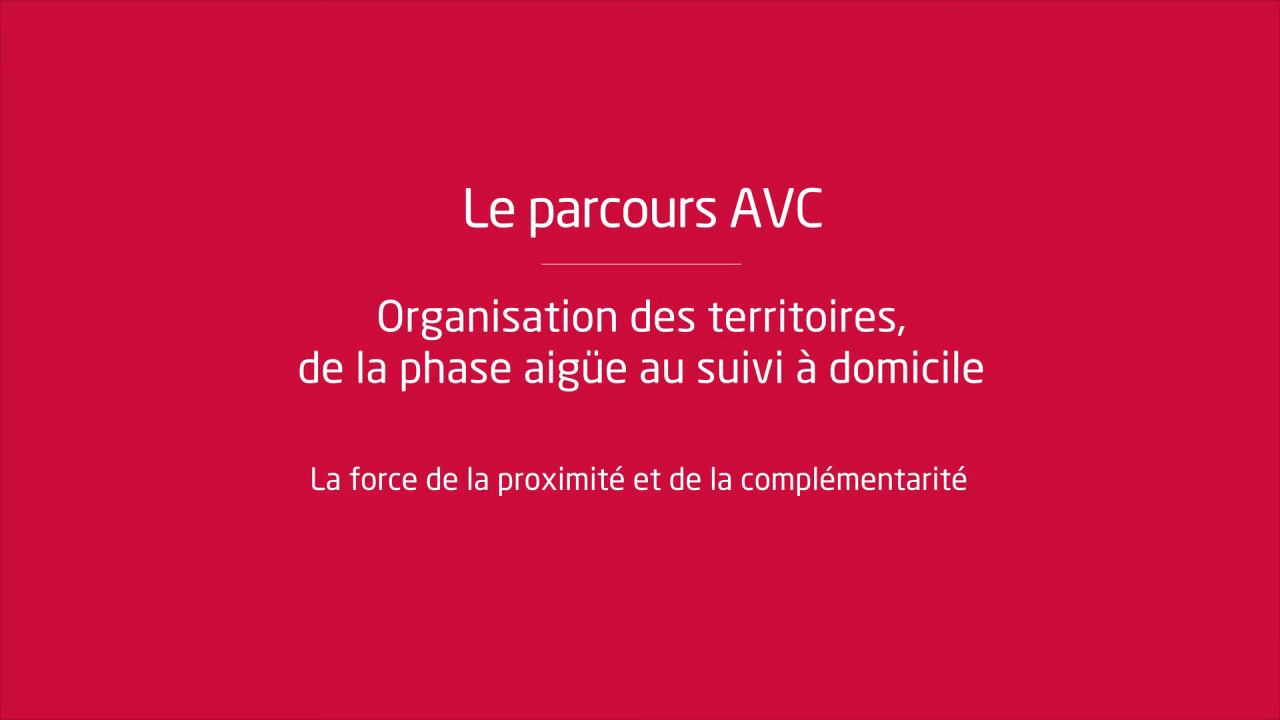 Le parcours AVC
Organisation des territoires,
de la phase aigüe au suivi à domicile
La force de la proximité et de la complémentarité